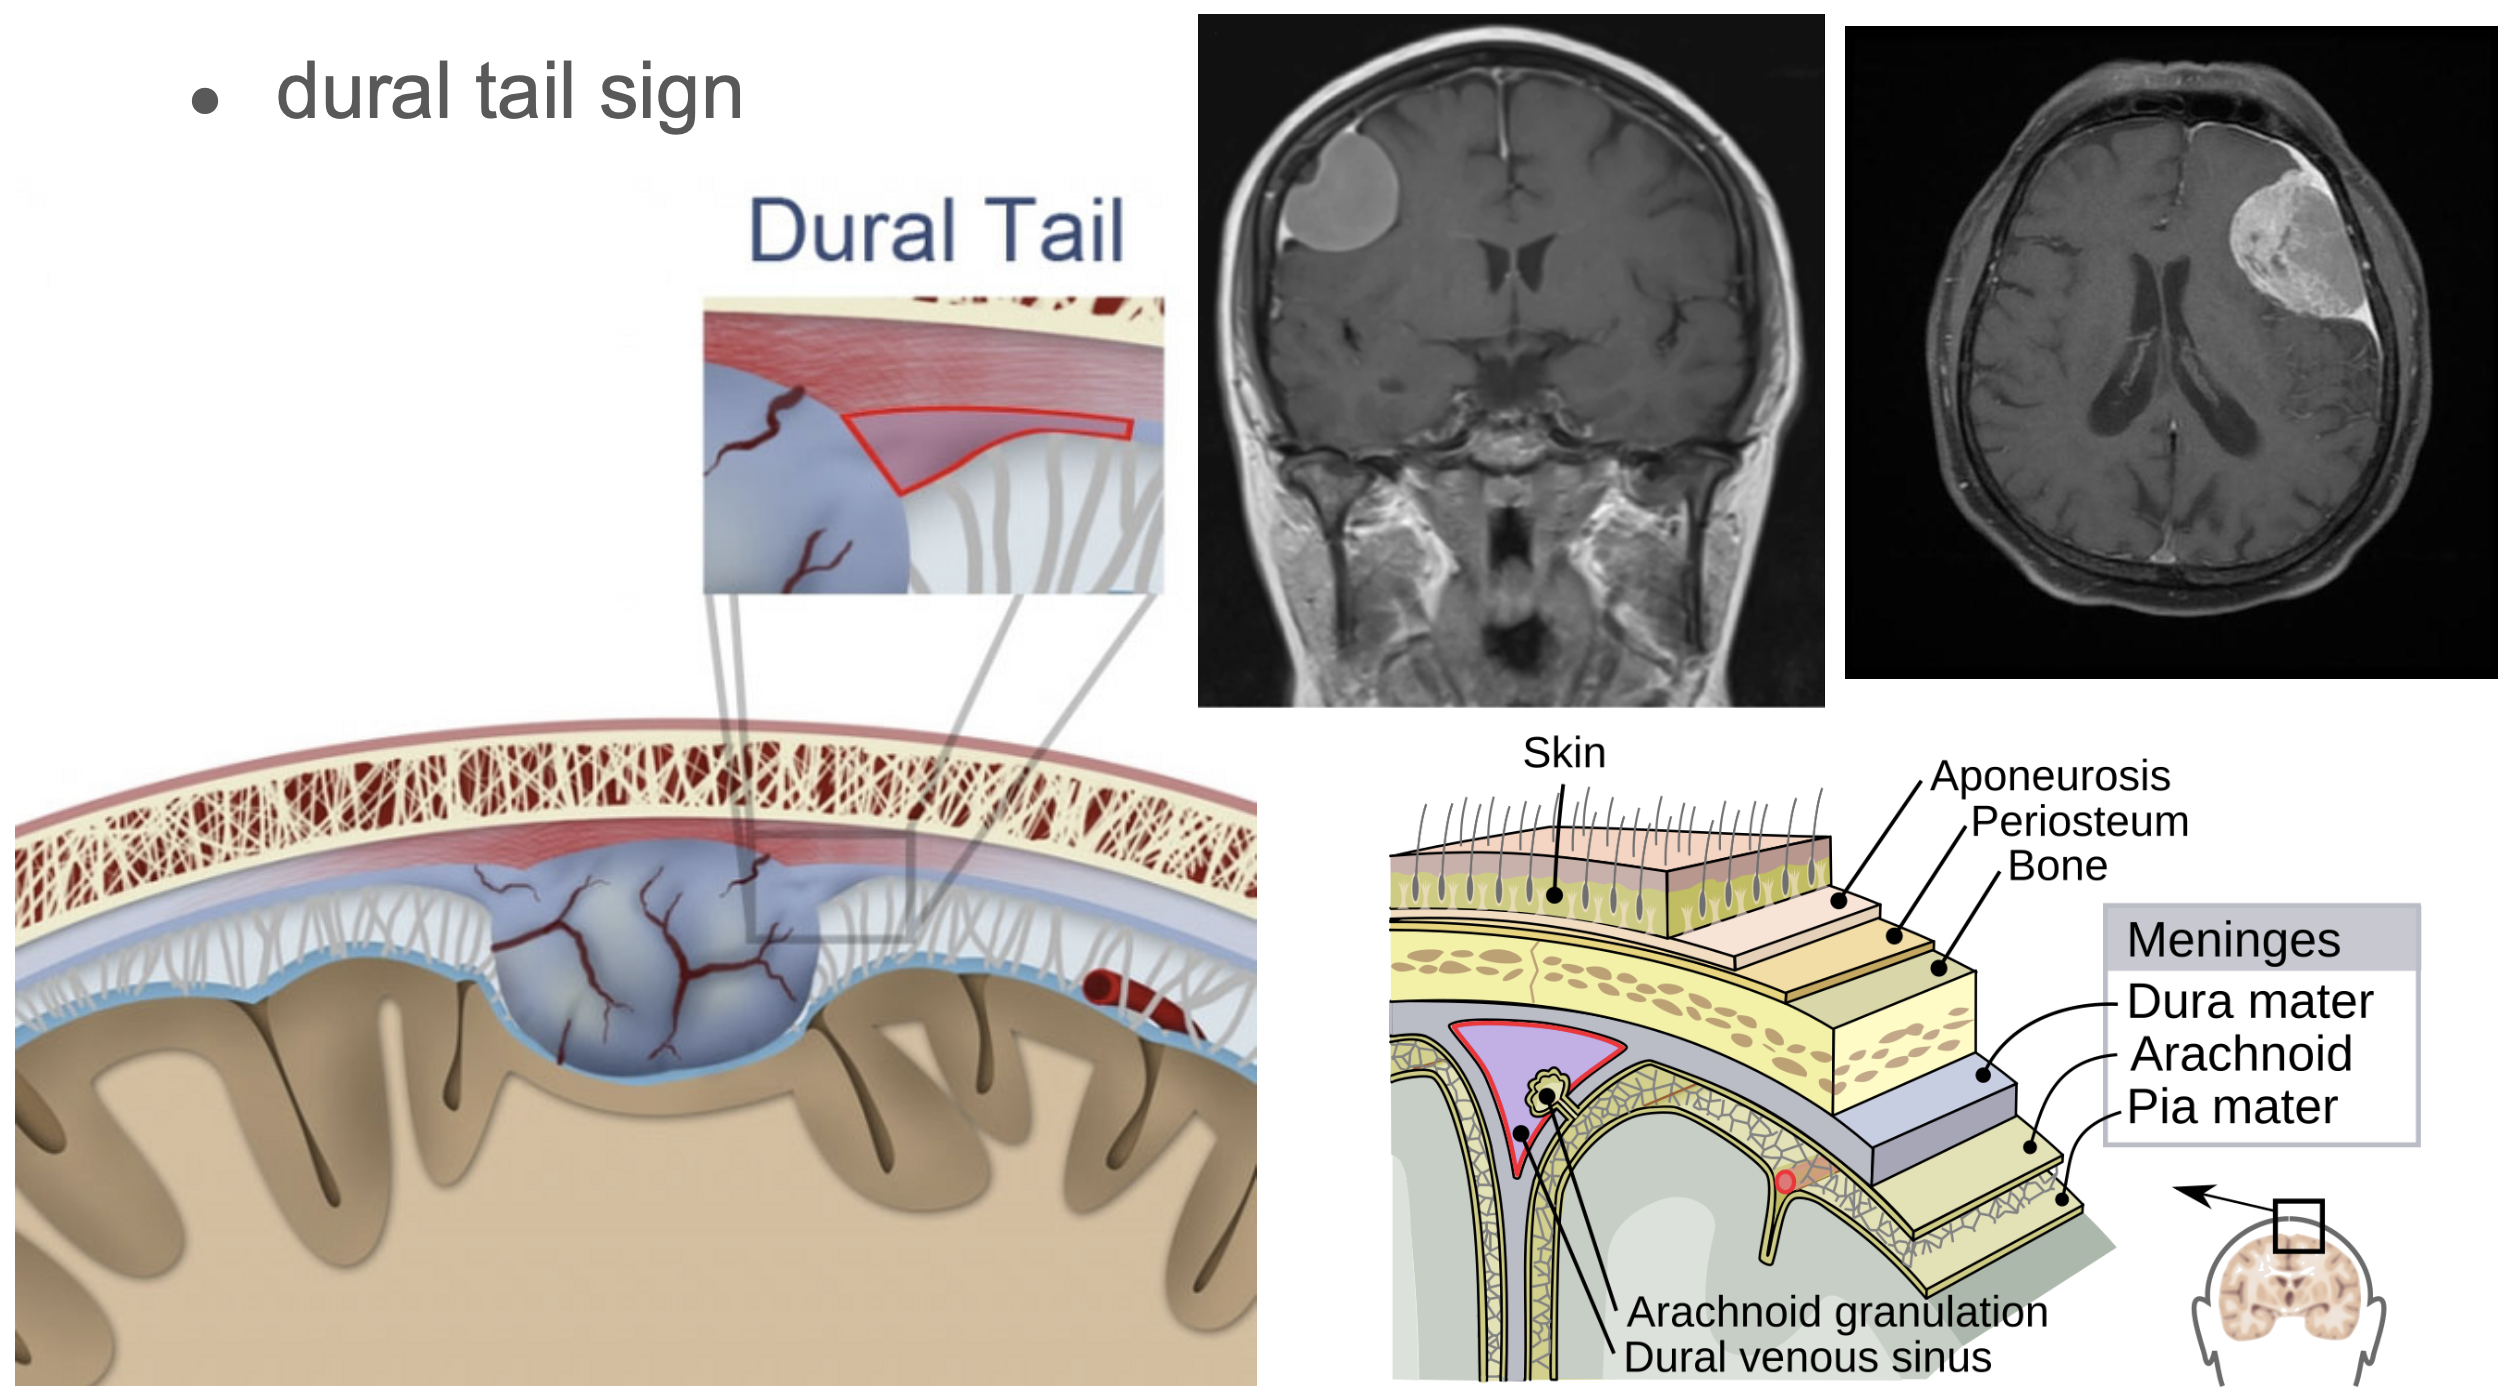 ● dural tail sign
Dural Tail
Skin
Aponeurosis
Periosteum
Bone
Meninges
Dura mater
Arachnoid
Pia mater
Arachnoid granulation
Dural venous sinus